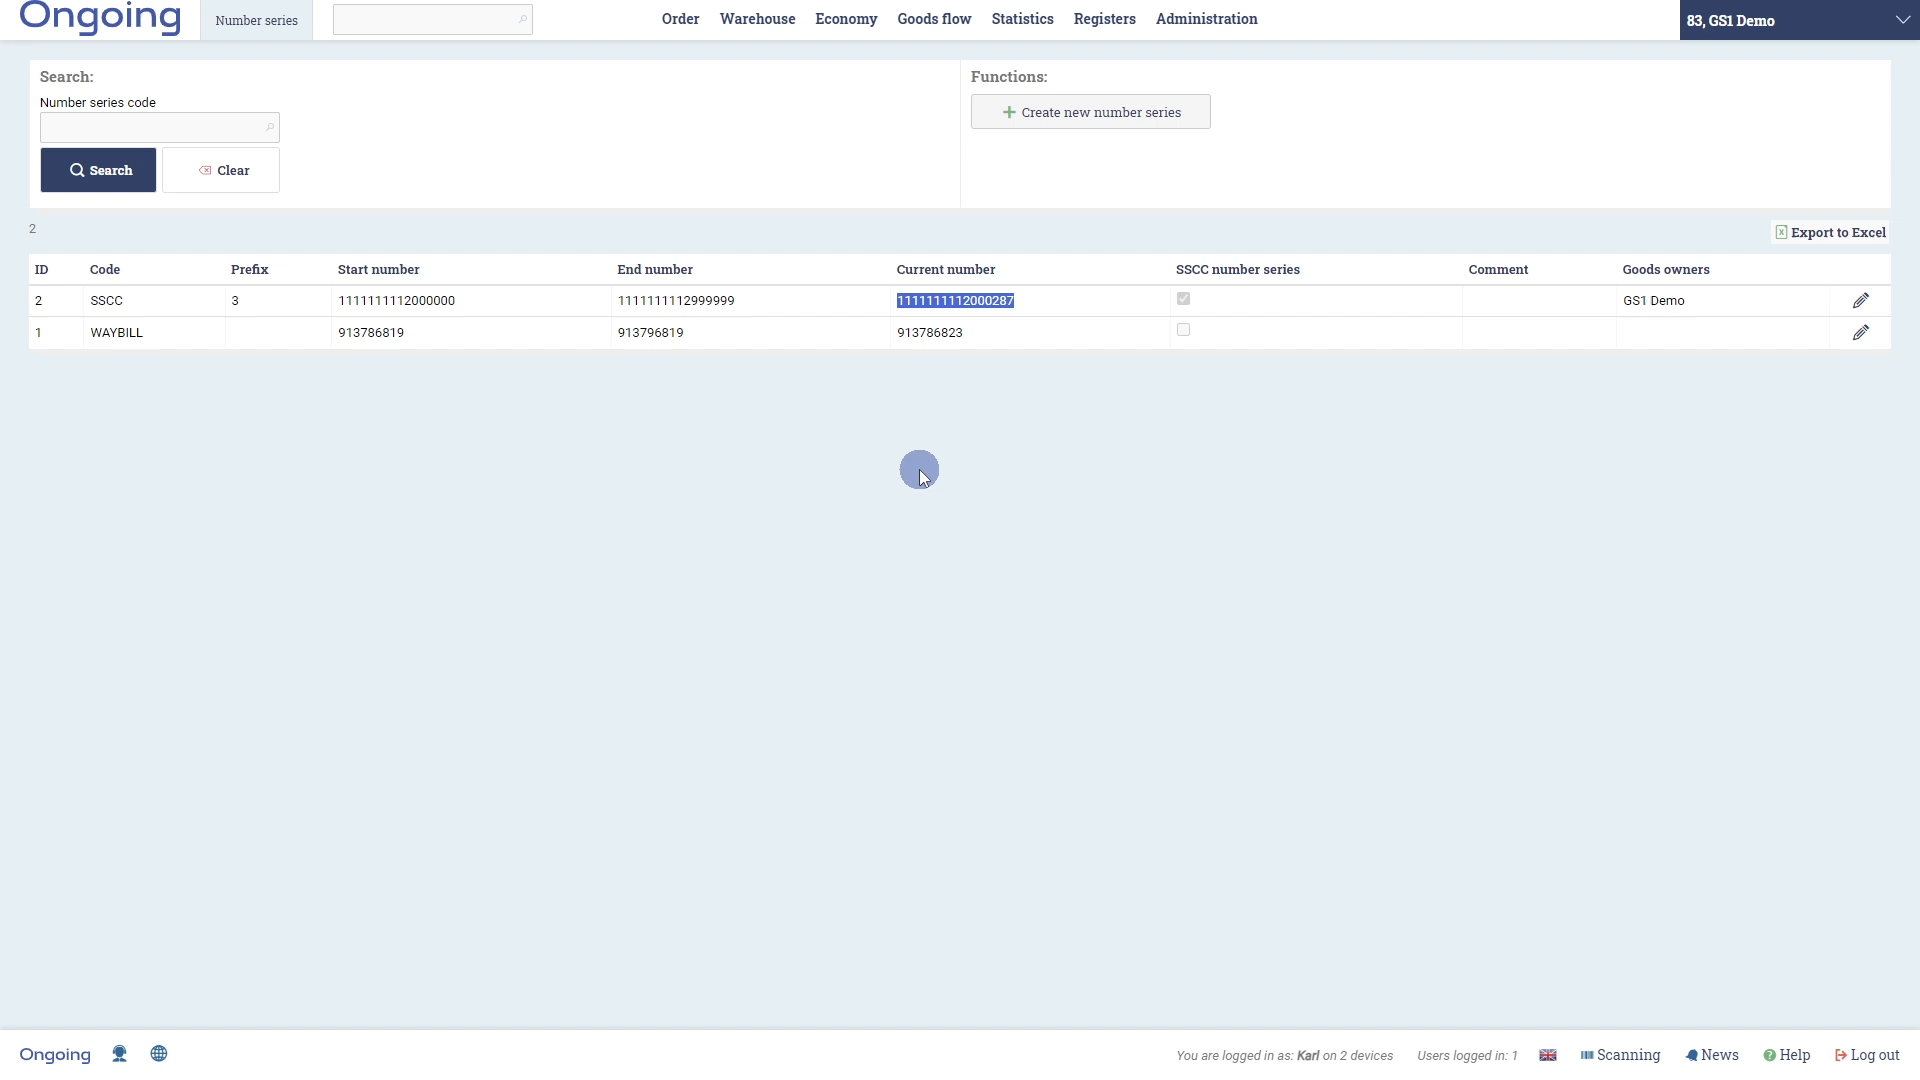 Ongoing
Number series
Order Warehouse Economy Goods flow Statistics Registers Administration
83, GS1 Demo
Search:
Functions:
Number series code
Create new number series
Search Clear
2
Export to Excel
ID Code Prefix Start number End number Current number SSCC number series Comment Goods owners
2 SSCC 3 1111111112000000 1111111112999999 1111111112000287 GS1 Demo
1 WAYBILL 913786819 913796819 913786823
Ongoing
You are logged in as: Karl on 2 devices Users logged in: 1 Scanning News Help Log out